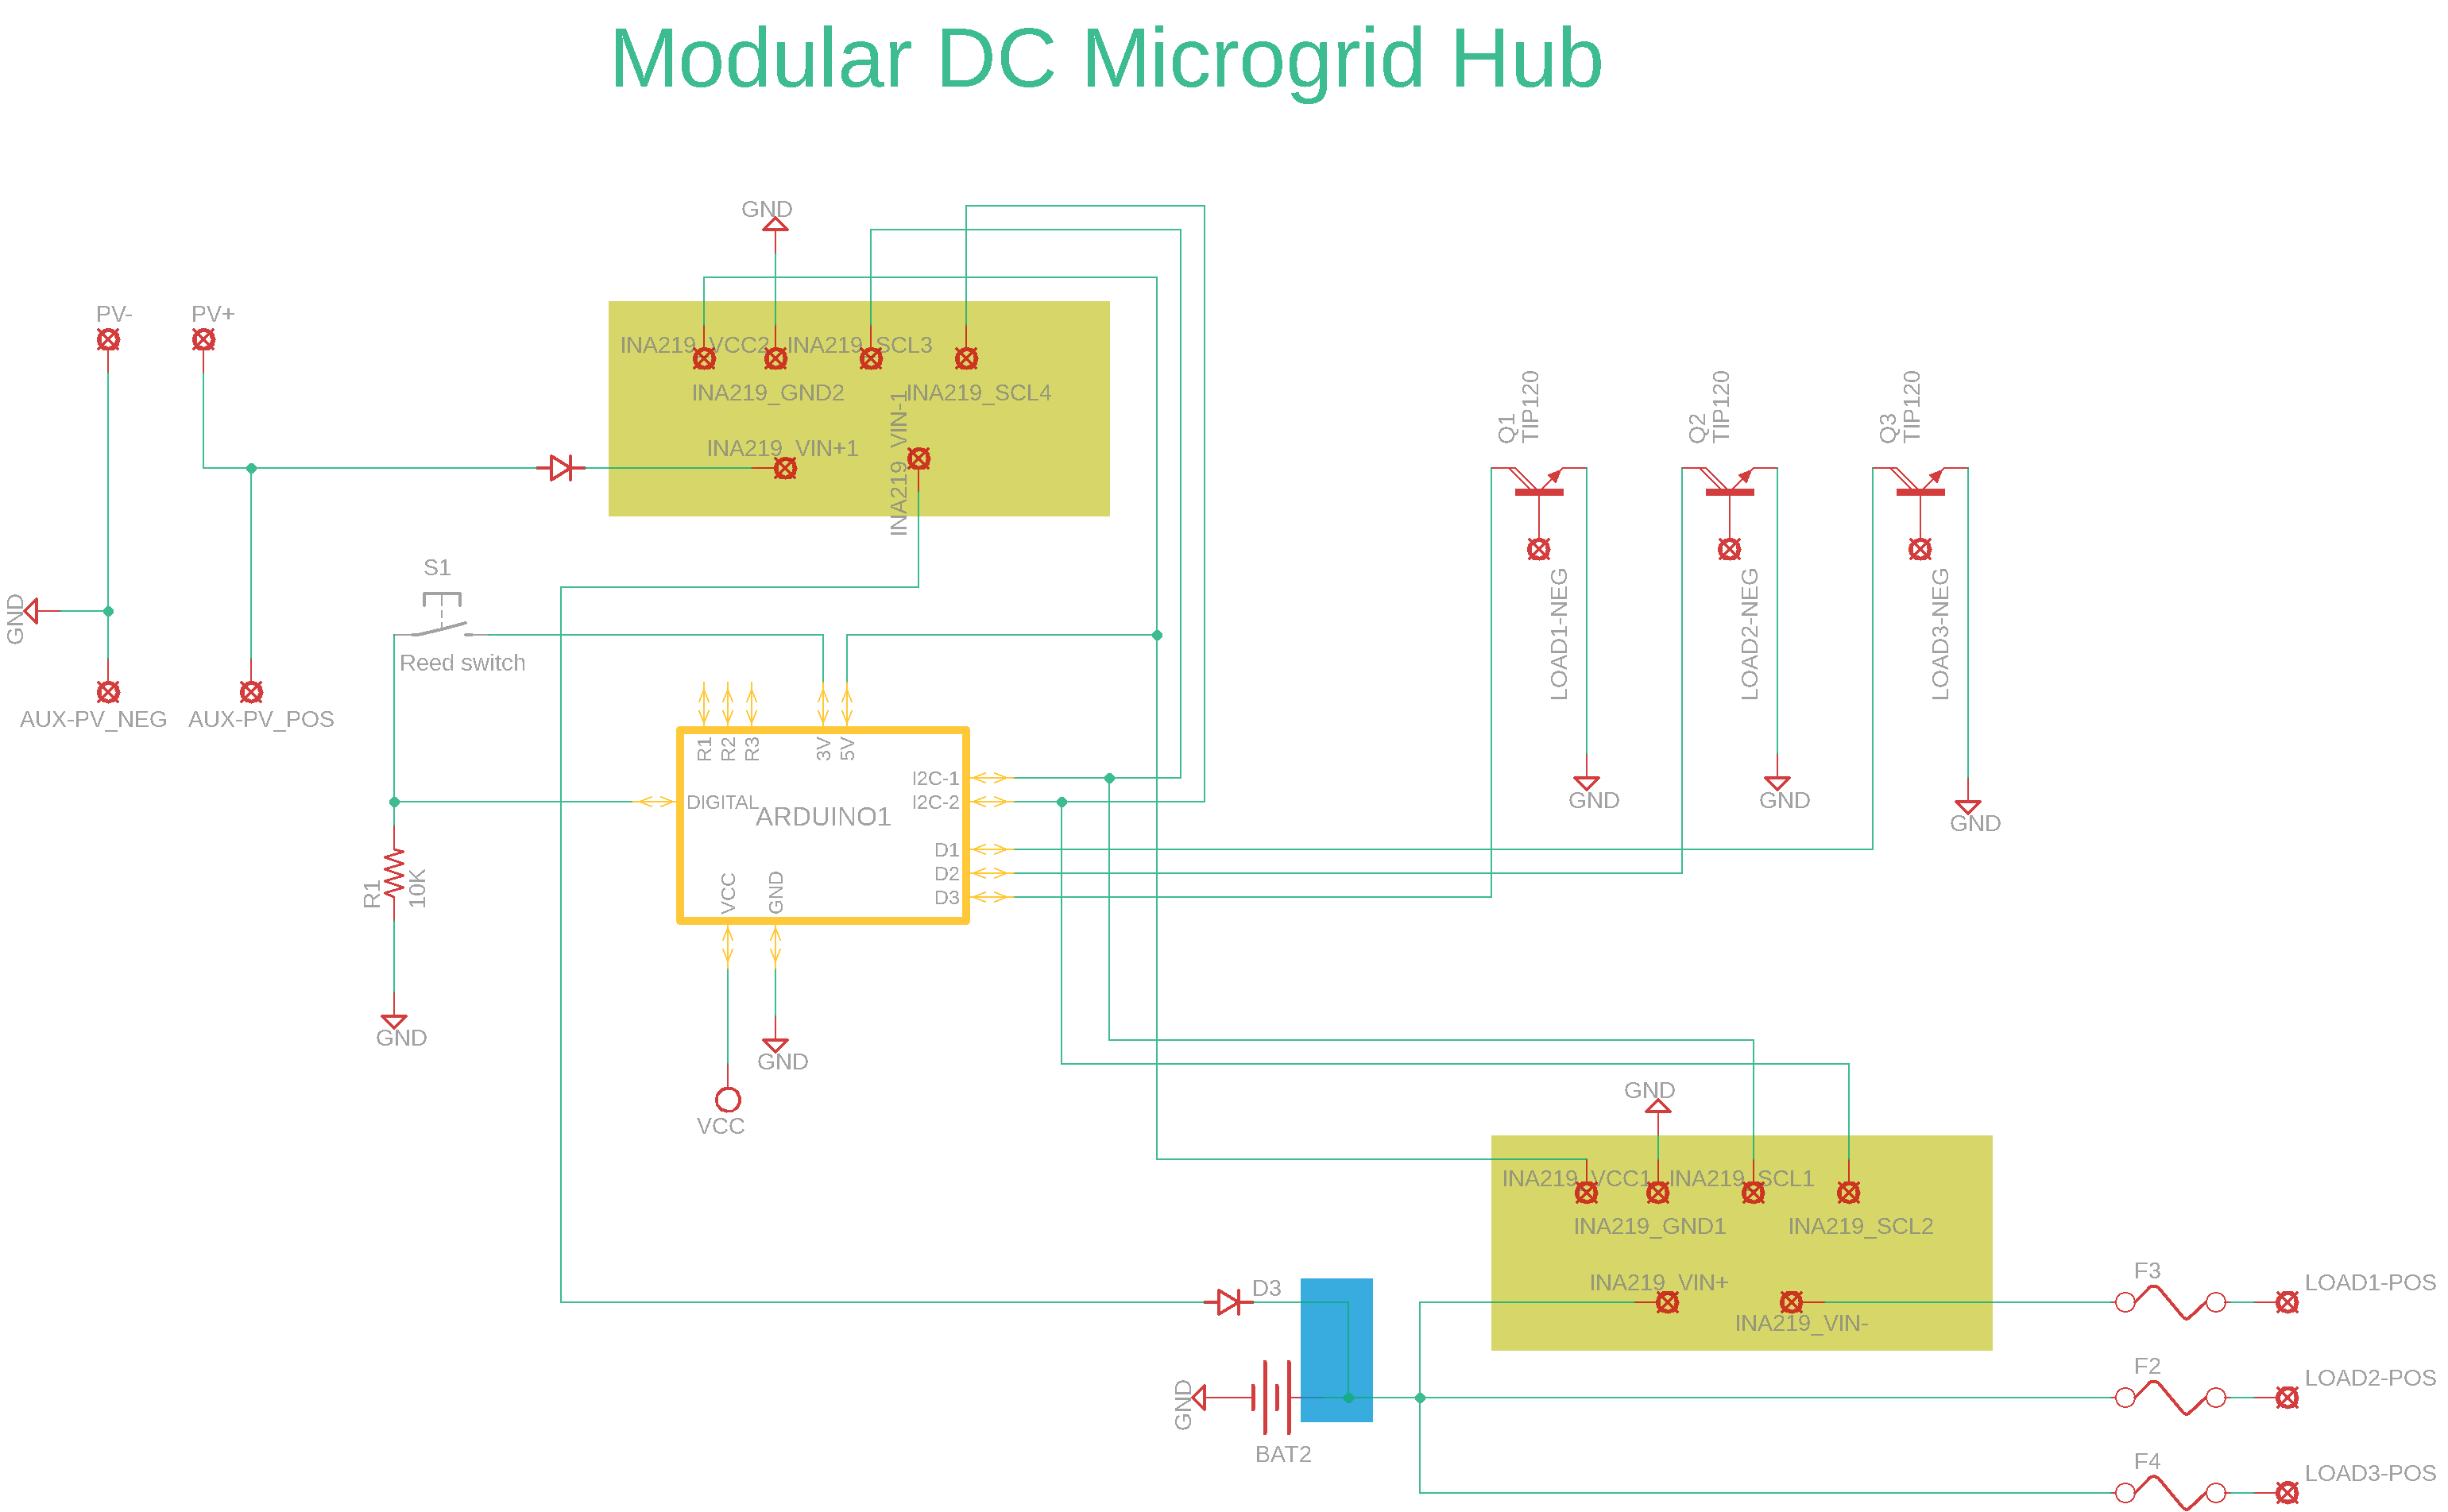 Modular DC Microgrid Hub
GND
PV-
PV+
INA219_VCC2
INA219_SCL3
INA219_GND2
INA219_SCL4
INA219_VIN+1
INA219_VIN-1
Q1
TIP120
Q2
TIP120
Q3
TIP120
S1
Reed switch
GND
LOAD1-NEG
LOAD2-NEG
LOAD3-NEG
AUX-PV_NEG
AUX-PV_POS
R1
R2
R3
3V
5V
I2C-1
I2C-2
DIGITAL
ARDUINO1
D1
D2
D3
VCC
GND
GND
GND
GND
R1
10K
GND
GND
VCC
GND
INA219_VCC1
INA219_SCL1
INA219_GND1
INA219_SCL2
INA219_VIN+
INA219_VIN-
D3
GND
BAT2
F3
LOAD1-POS
F2
LOAD2-POS
F4
LOAD3-POS